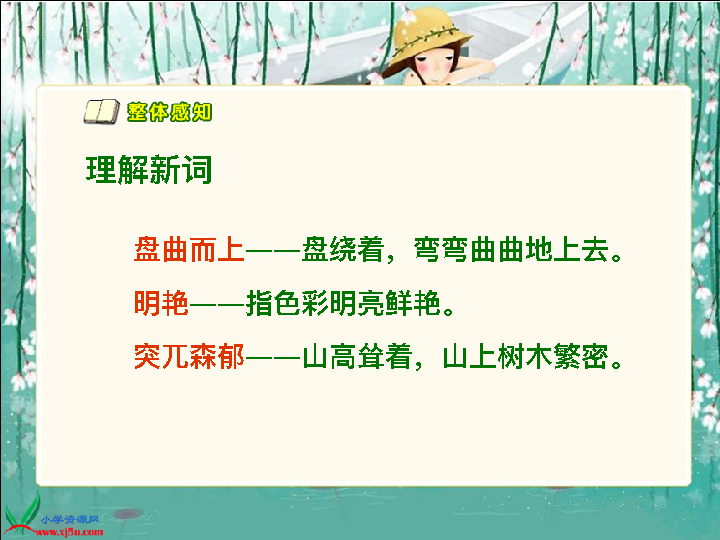 整体感知
理解新词
盘曲而上——盘绕着，弯弯曲曲地上去。
明艳——指色彩明亮鲜艳。
突兀森郁——山高耸着，山上树木繁密。
小学资源网
www.xj5u.com